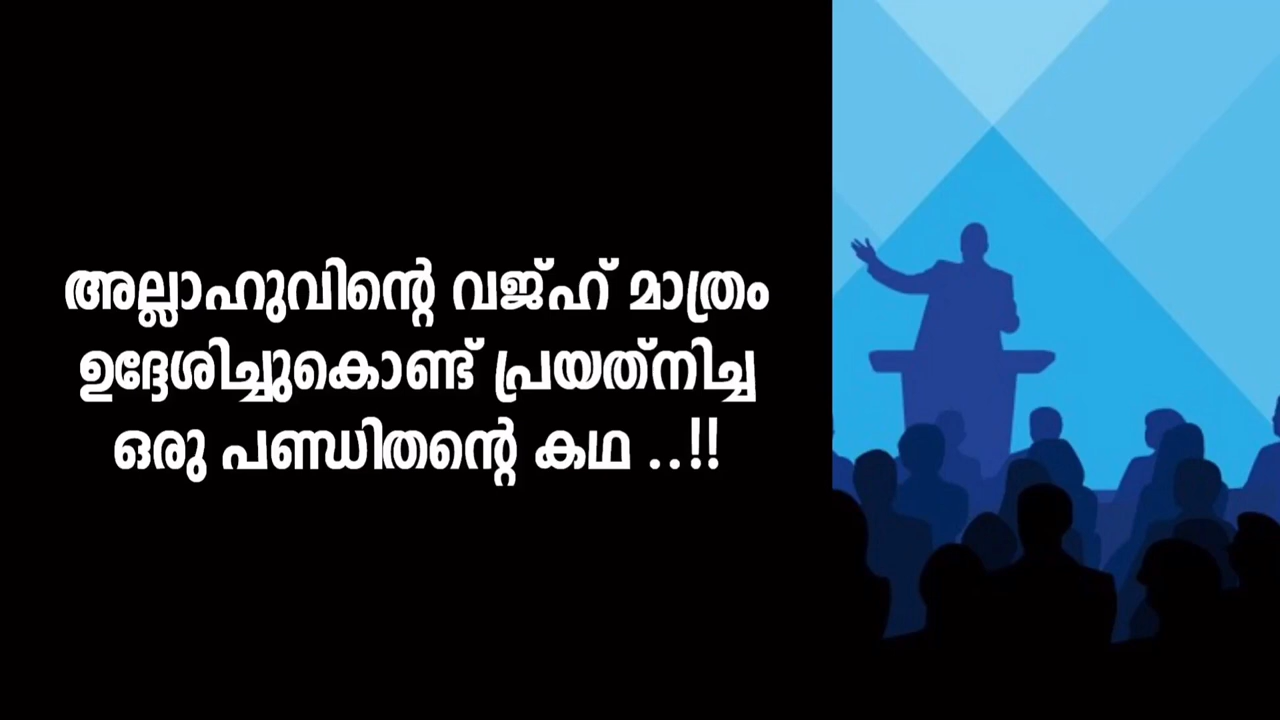 അല്ലാഹുവിന്റെ വജ്ഹ് മാത്രം
ഉദ്ദേശിച്ചുകൊണ്ട് പ്രയത്നിച്ച
ഒരു പണ്ഡിതന്റെ കഥ ..!!